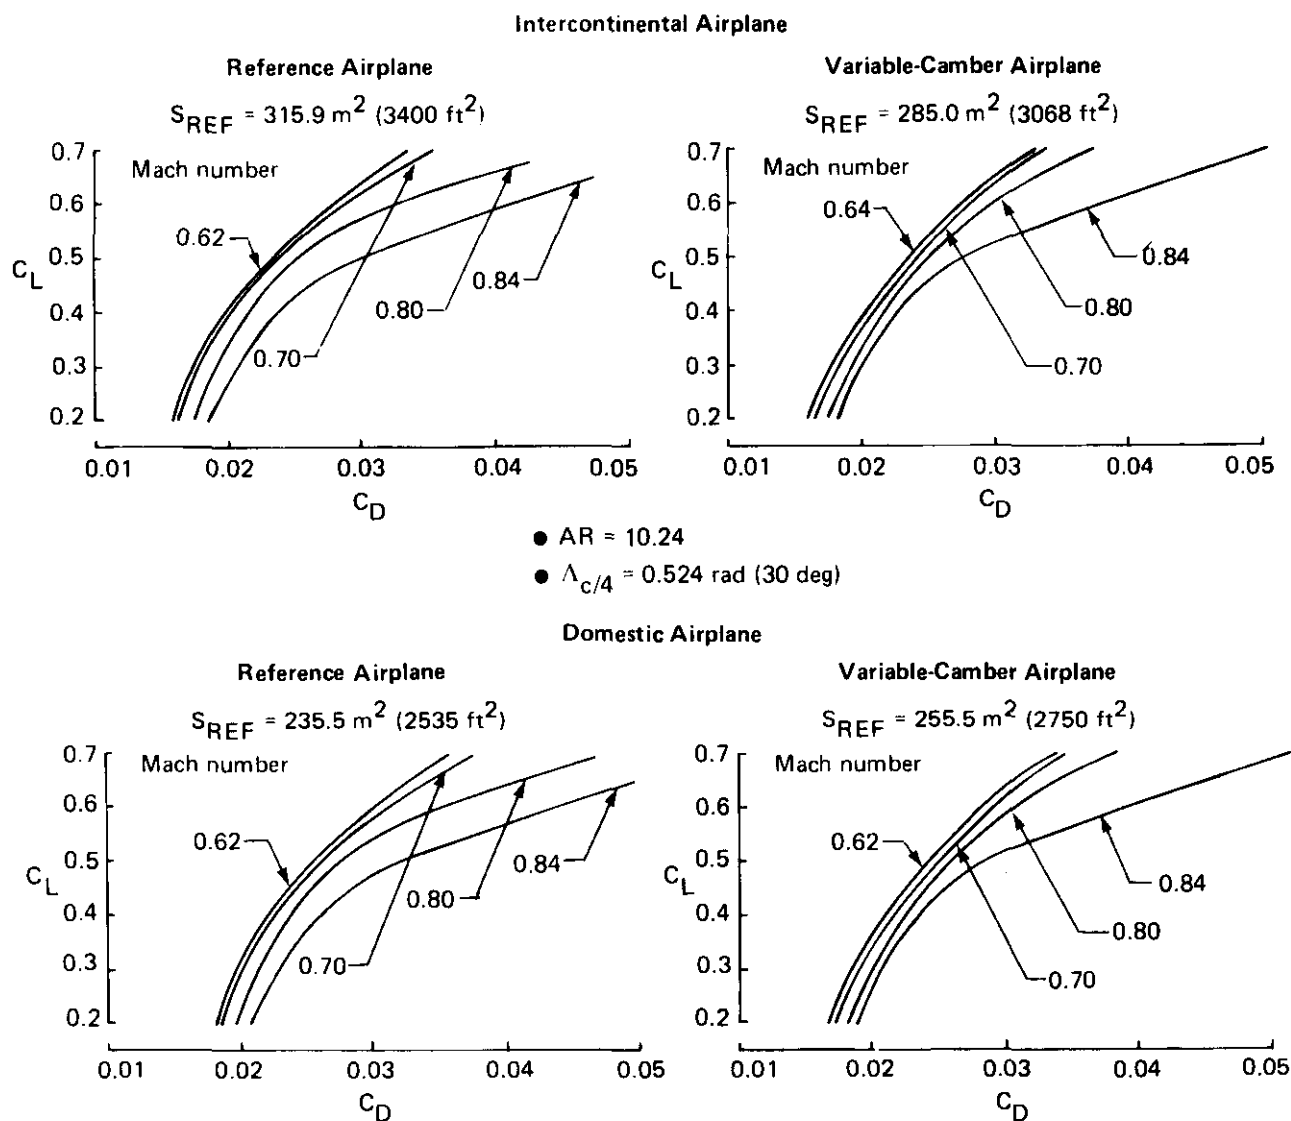 Intercontinental Airplane
Reference Airplane
S_REF = 315.9 m² (3400 ft²)
Mach number
0.7
0.6
0.5
0.4
0.3
0.2
C_L
0.62
0.70
0.80
0.84
0.01 0.02 0.03 0.04 0.05
C_D
Variable-Camber Airplane
S_REF = 285.0 m² (3068 ft²)
Mach number
0.7
0.6
0.5
0.4
0.3
0.2
C_L
0.64
0.84
0.80
0.70
0.01 0.02 0.03 0.04 0.05
C_D
● AR = 10.24
● Λ_c/4 = 0.524 rad (30 deg)
Domestic Airplane
Reference Airplane
S_REF = 235.5 m² (2535 ft²)
Mach number
0.7
0.6
0.5
0.4
0.3
0.2
C_L
0.62
0.84
0.80
0.70
0.01 0.02 0.03 0.04 0.05
C_D
Variable-Camber Airplane
S_REF = 255.5 m² (2750 ft²)
Mach number
0.7
0.6
0.5
0.4
0.3
0.2
C_L
0.62
0.84
0.80
0.70
0.01 0.02 0.03 0.04 0.05
C_D